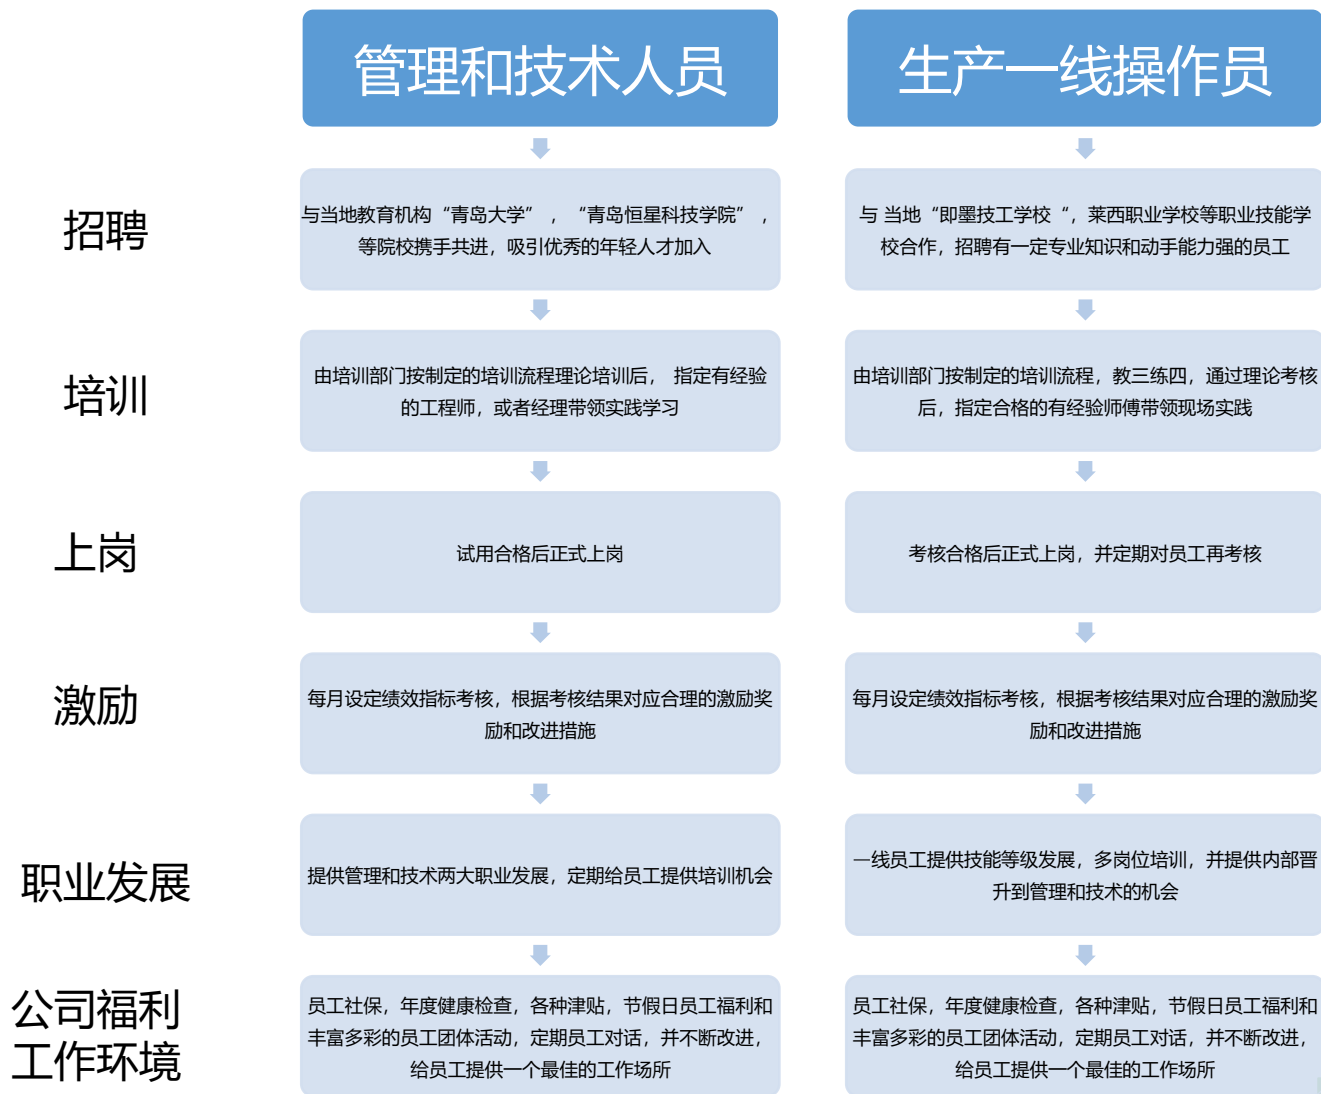 管理和技术人员
生产一线操作员
招聘
与当地教育机构“青岛大学”，“青岛恒星科技学院”，
等院校携手共进，吸引优秀的年轻人才加入
与 当地“即墨技工学校“，莱西职业学校等职业技能学
校合作，招聘有一定专业知识和动手能力强的员工
培训
由培训部门按制定的培训流程理论培训后， 指定有经验
的工程师，或者经理带领实践学习
由培训部门按制定的培训流程，教三练四，通过理论考核
后，指定合格的有经验师傅带领现场实践
上岗
试用合格后正式上岗
考核合格后正式上岗，并定期对员工再考核
激励
每月设定绩效指标考核，根据考核结果对应合理的激励奖
励和改进措施
每月设定绩效指标考核，根据考核结果对应合理的激励奖
励和改进措施
职业发展
提供管理和技术两大职业发展，定期给员工提供培训机会
一线员工提供技能等级发展，多岗位培训，并提供内部晋
升到管理和技术的机会
公司福利
工作环境
员工社保，年度健康检查，各种津贴，节假日员工福利和
丰富多彩的员工团体活动，定期员工对话，并不断改进，
给员工提供一个最佳的工作场所
员工社保，年度健康检查，各种津贴，节假日员工福利和
丰富多彩的员工团体活动，定期员工对话，并不断改进，
给员工提供一个最佳的工作场所